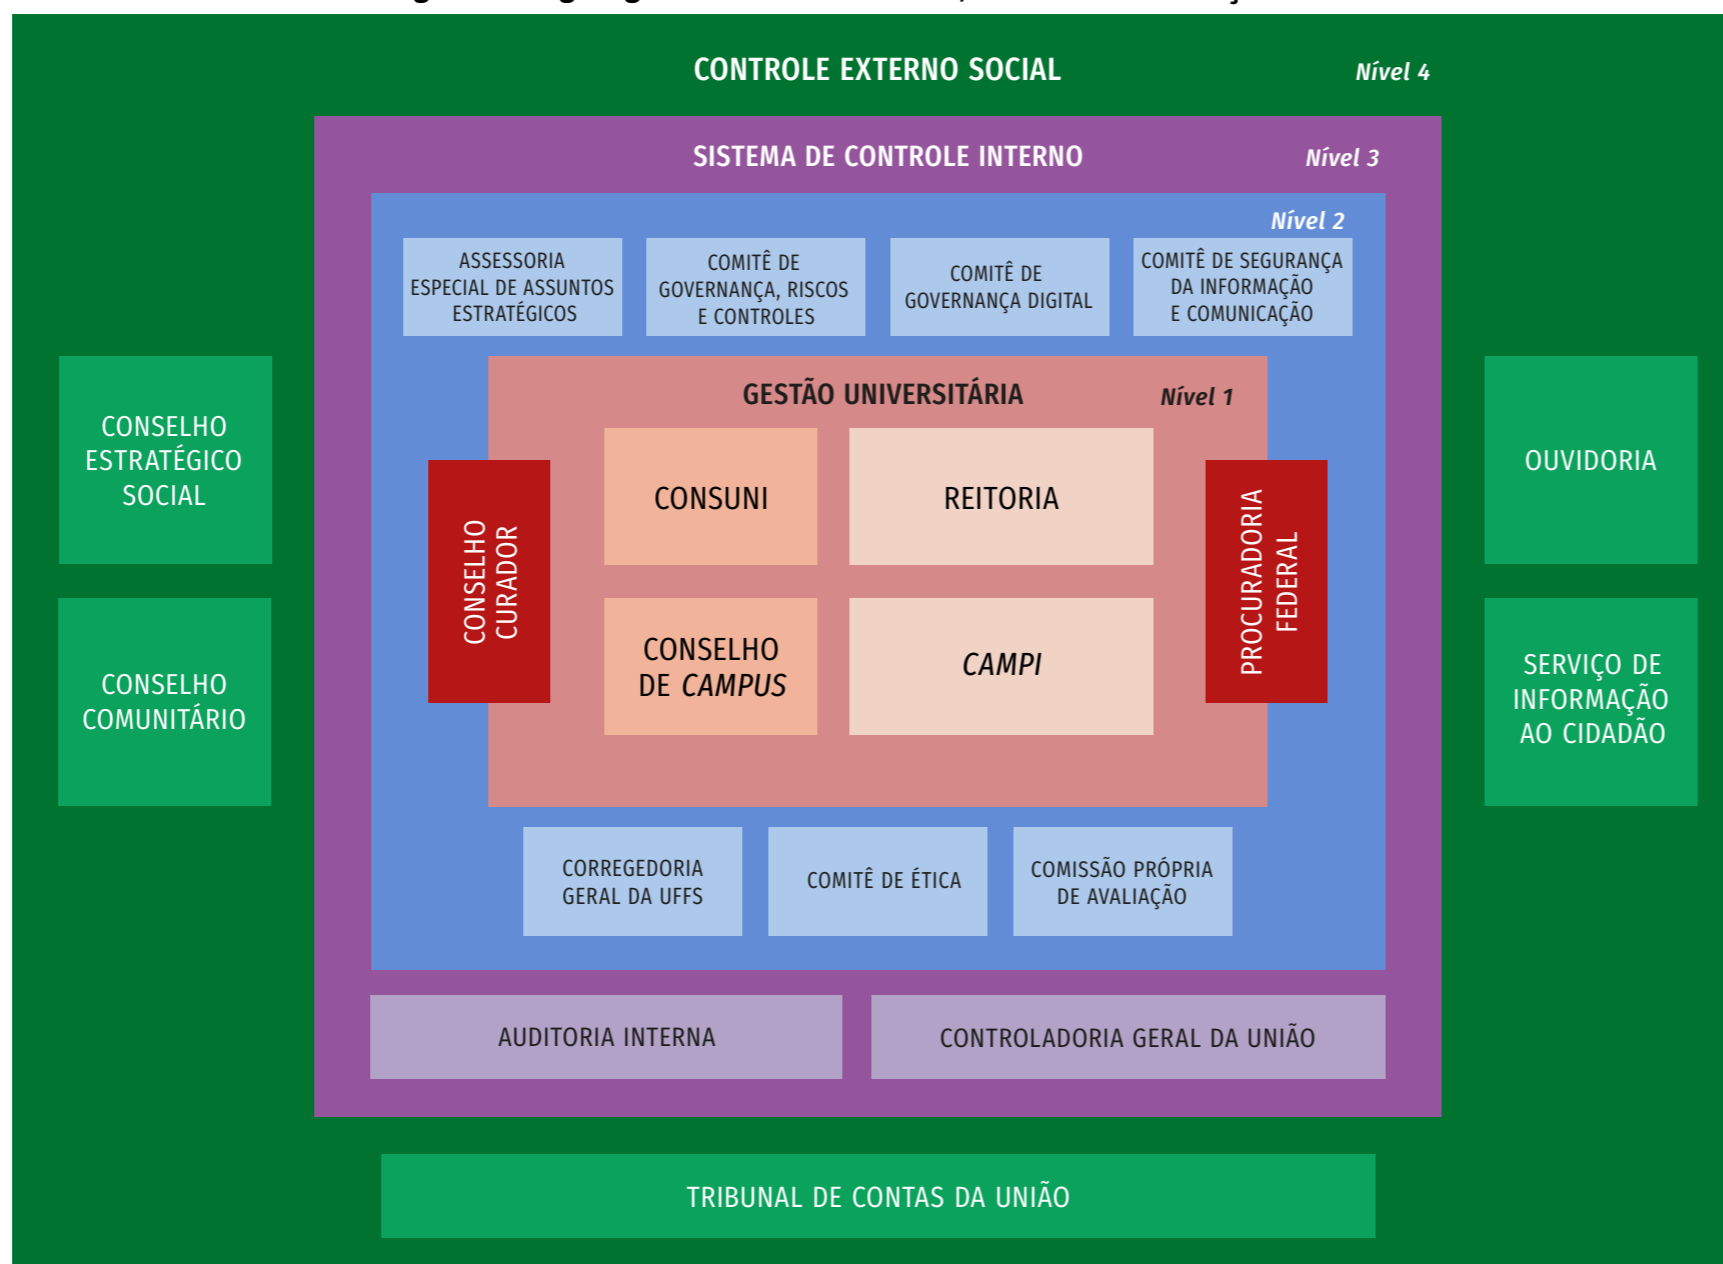 CONTROLE EXTERNO SOCIAL
Nível 4
SISTEMA DE CONTROLE INTERNO
Nível 3
Nível 2
ASSESSORIA
ESPECIAL DE ASSUNTOS
ESTRATÉGICOS
COMITÊ DE
GOVERNANÇA, RISCOS
E CONTROLES
COMITÊ DE
GOVERNANÇA DIGITAL
COMITÊ DE SEGURANÇA
DA INFORMAÇÃO
E COMUNICAÇÃO
GESTÃO UNIVERSITÁRIA
Nível 1
CONSELHO
ESTRATÉGICO
SOCIAL
CONSELHO
COMUNITÁRIO
CONSELHO
CURADOR
CONSUNI
REITORIA
CONSELHO
DE CAMPUS
CAMPI
PROCURADORIA
FEDERAL
OUVIDORIA
SERVIÇO DE
INFORMAÇÃO
AO CIDADÃO
CORREGEDORIA
GERAL DA UFFS
COMITÊ DE ÉTICA
COMISSÃO PRÓPRIA
DE AVALIAÇÃO
AUDITORIA INTERNA
CONTROLADORIA GERAL DA UNIÃO
TRIBUNAL DE CONTAS DA UNIÃO